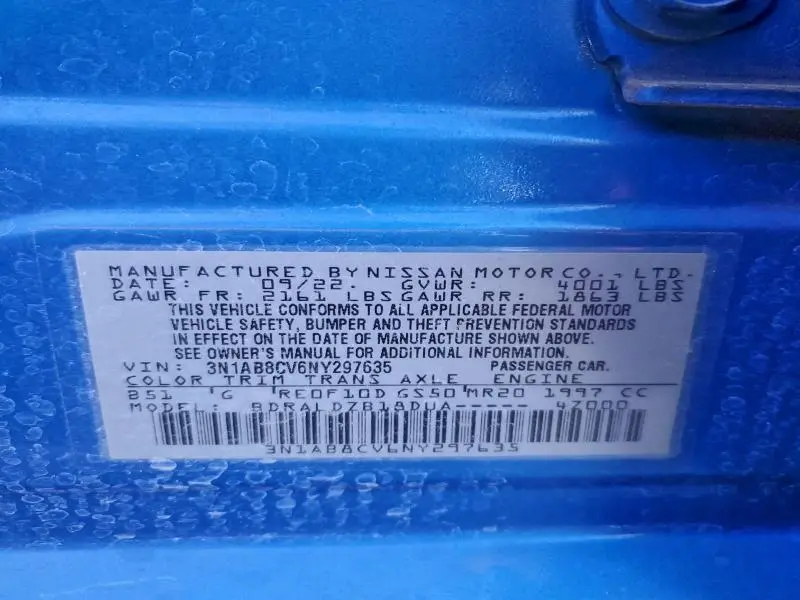 MANUFACTURED BY NISSAN MOTOR CO., LTD.
DATE: 09/22. GVWR: 4001 LBS
GAWR FR: 2161 LBS GAWR RR: 1863 LBS
THIS VEHICLE CONFORMS TO ALL APPLICABLE FEDERAL MOTOR
VEHICLE SAFETY, BUMPER AND THEFT PREVENTION STANDARDS
IN EFFECT ON THE DATE OF MANUFACTURE SHOWN ABOVE.
SEE OWNER'S MANUAL FOR ADDITIONAL INFORMATION.
VIN: 3N1AB8CV6NY297635 PASSENGER CAR.
COLOR TRIM TRANS AXLE ENGINE
B51 G RE0F10D GS50 MR20 1997 CC
MODEL: BDRALDZB18DUA----- 47000
3N1AB8CV6NY297635